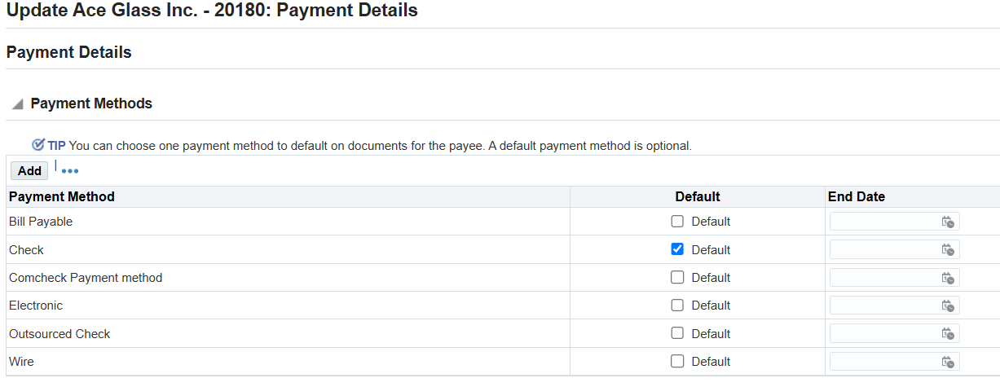 Update Ace Glass Inc. - 20180: Payment Details
Payment Details
Payment Methods
TIP You can choose one payment method to default on documents for the payee. A default payment method is optional.
Add
Payment Method Default End Date
Bill Payable Default
Check Default
Comcheck Payment method Default
Electronic Default
Outsourced Check Default
Wire Default